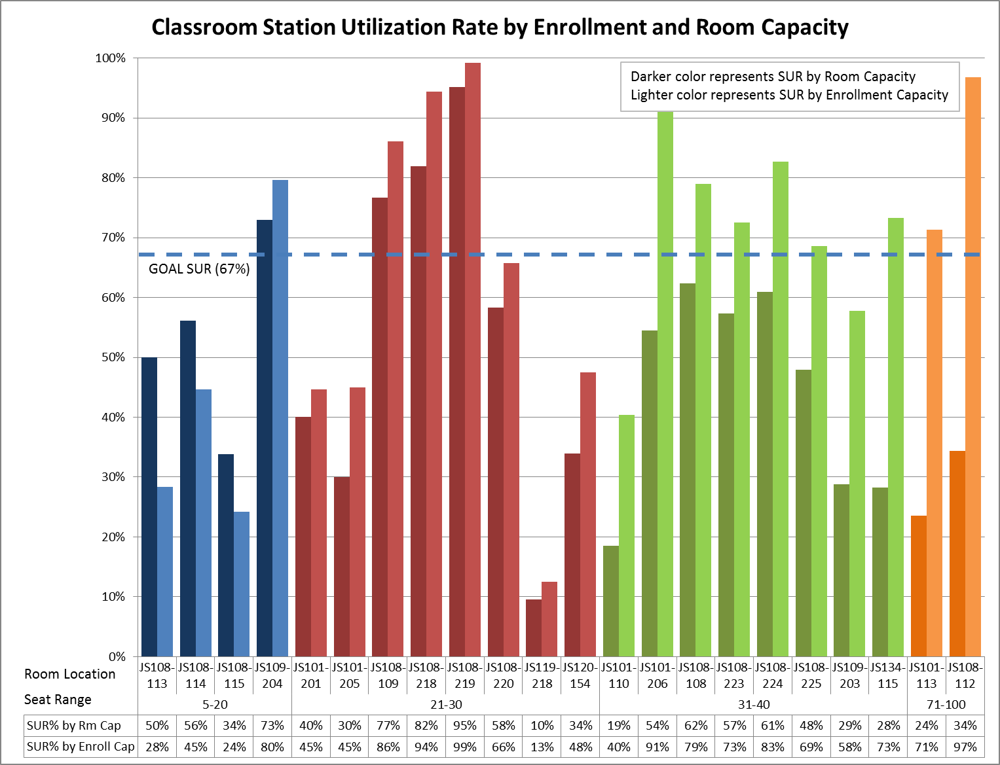 Classroom Station Utilization Rate by Enrollment and Room Capacity
Darker color represents SUR by Room Capacity
Lighter color represents SUR by Enrollment Capacity
100%
90%
80%
70%
60%
50%
40%
30%
20%
10%
0%
GOAL SUR (67%)
Room Location
JS108-113
JS108-114
JS108-115
JS109-204
JS101-201
JS101-205
JS108-109
JS108-218
JS108-219
JS108-220
JS119-218
JS120-154
JS101-110
JS101-206
JS108-108
JS108-223
JS108-224
JS108-225
JS109-203
JS134-115
JS101-113
JS108-112
Seat Range 5-20 21-30 31-40 71-100
SUR% by Rm Cap 50% 56% 34% 73% 40% 30% 77% 82% 95% 58% 10% 34% 19% 54% 62% 57% 61% 48% 29% 28% 24% 34%
SUR% by Enroll Cap 28% 45% 24% 80% 45% 45% 86% 94% 99% 66% 13% 48% 40% 91% 79% 73% 83% 69% 58% 73% 71% 97%